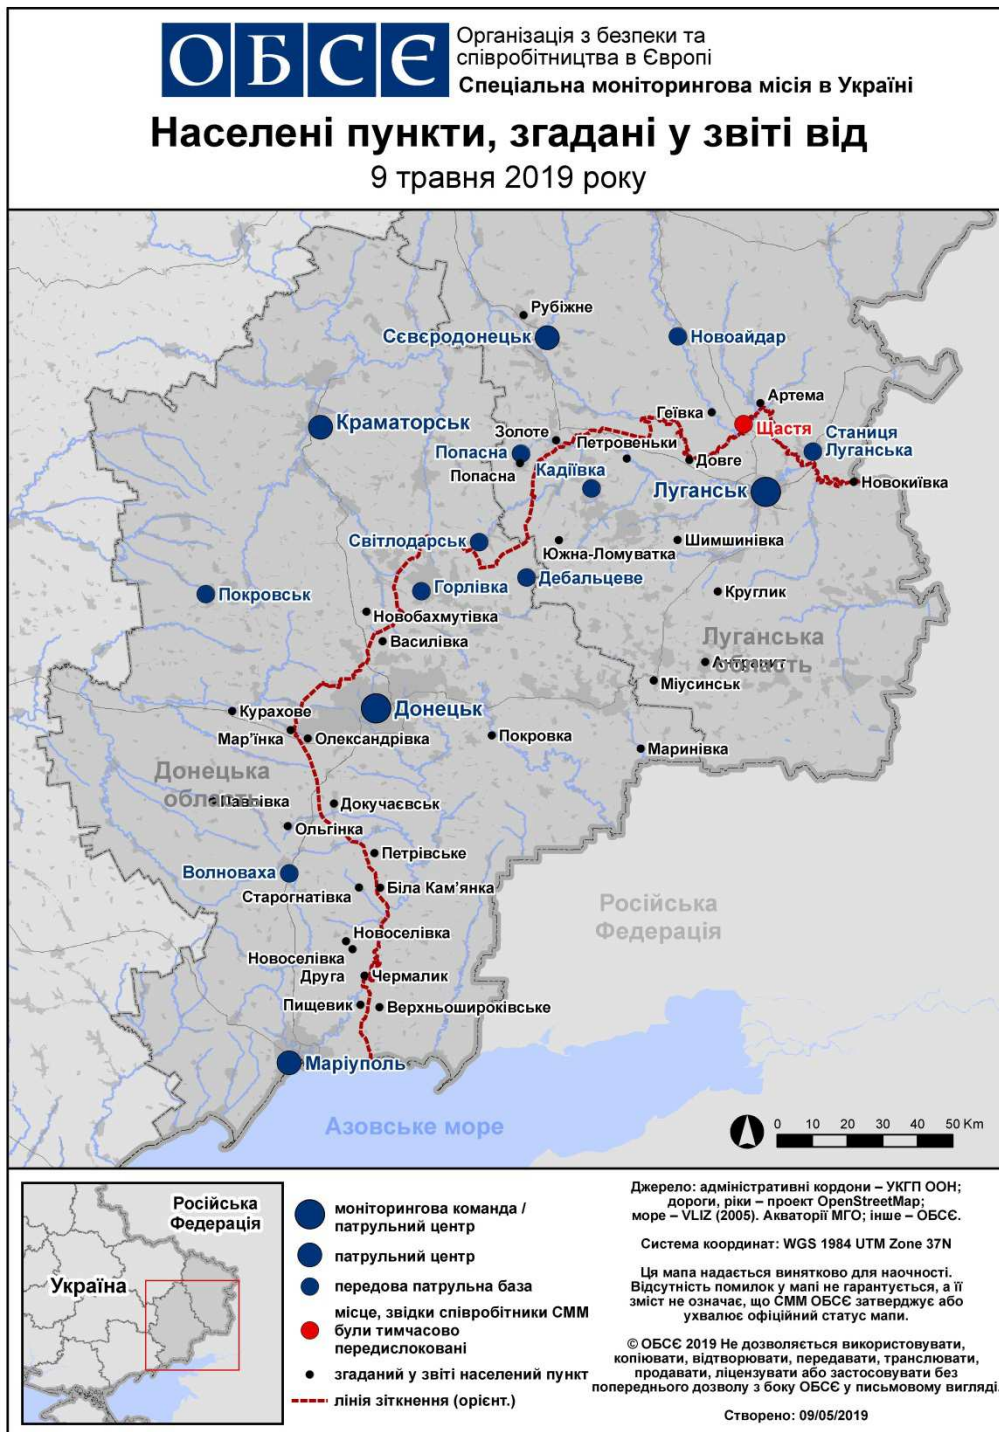 ОБСЄ
Організація з безпеки та
співробітництва в Європі
Спеціальна моніторингова місія в Україні
Населені пункти, згадані у звіті від
9 травня 2019 року
Рубіжне
Сєвєродонецьк
Новоайдар
Артема
Геївка
Щастя
Краматорськ
Золоте
Петровеньки
Станиця
Луганська
Попасна
Попасна
Кадіївка
Довге
Луганськ
Новокиївка
Світлодарськ
Южна-Ломуватка
Шимшинівка
Дебальцеве
Горлівка
Покровськ
Круглик
Новобахмутівка
Василівка
Луганська
область
Антрацит
Міусинськ
Курахове
Донецьк
Мар’їнка
Олександрівка
Покровка
Маринівка
Донецька
область
Павлівка
Докучаєвськ
Ольгінка
Петрівське
Волноваха
Старогнатівка
Біла Кам’янка
Російська
Федерація
Новоселівка
Новоселівка
Друга
Чермалик
Пищевик
Верхньошироківське
Маріуполь
Азовське море
0 10 20 30 40 50 Km
Російська
Федерація
Україна
моніторингова команда /
патрульний центр
патрульний центр
передова патрульна база
місце, звідки співробітники СММ
були тимчасово
передислоковані
згаданий у звіті населений пункт
лінія зіткнення (орієнт.)
Джерело: адміністративні кордони – УКГП ООН;
дороги, ріки – проект OpenStreetMap;
море – VLIZ (2005). Акваторії МГО; інше – ОБСЄ.
Система координат: WGS 1984 UTM Zone 37N
Ця мапа надається винятково для наочності.
Відсутність помилок у мапі не гарантується, а її
зміст не означає, що СММ ОБСЄ затверджує або
ухвалює офіційний статус мапи.
© ОБСЄ 2019 Не дозволяється використовувати,
копіювати, відтворювати, передавати, транслювати,
продавати, ліцензувати або застосовувати без
попереднього дозволу з боку ОБСЄ у письмовому вигляді.
Створено: 09/05/2019